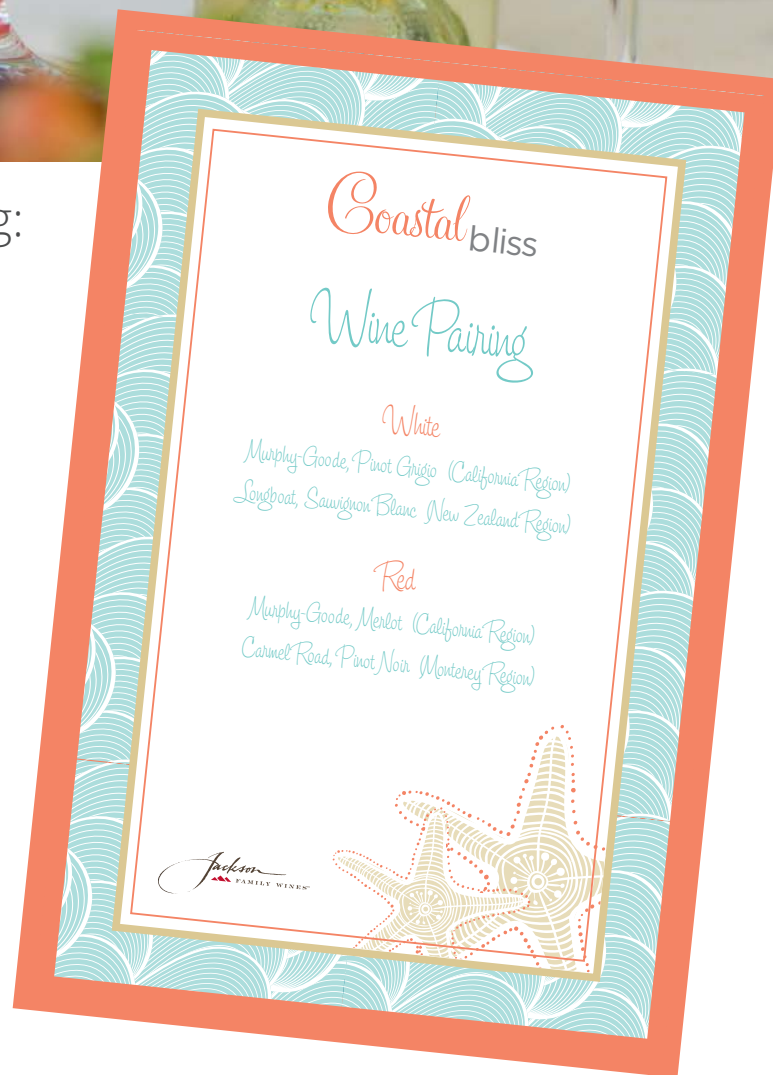 g:
Coastal bliss
Wine Pairing
White
Murphy-Goode, Pinot Grigio (California Region)
Longboat, Sauvignon Blanc (New Zealand Region)
Red
Murphy-Goode, Merlot (California Region)
Carmel Road, Pinot Noir (Monterey Region)
Jackson
FAMILY WINES™